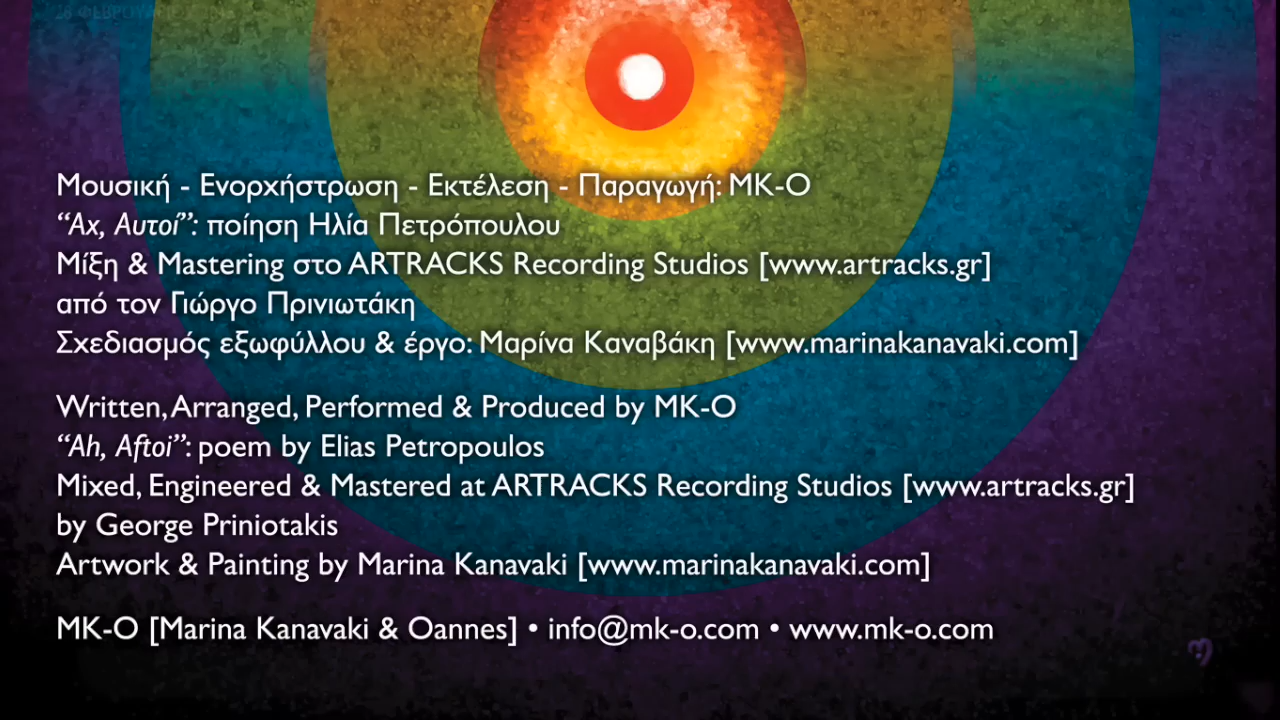 Μουσική - Ενορχήστρωση - Εκτέλεση - Παραγωγή: MK-O
“Αχ, Αυτοί”: ποίηση Ηλία Πετρόπουλου
Μίξη & Mastering στο ARTRACKS Recording Studios [www.artracks.gr]
από τον Γιώργο Πρινιωτάκη
Σχεδιασμός εξωφύλλου & έργο: Μαρίνα Καναβάκη [www.marinakanavaki.com]
Written, Arranged, Performed & Produced by MK-O
“Ah, Aftoi”: poem by Elias Petropoulos
Mixed, Engineered & Mastered at ARTRACKS Recording Studios [www.artracks.gr]
by George Priniotakis
Artwork & Painting by Marina Kanavaki [www.marinakanavaki.com]
MK-O [Marina Kanavaki & Oannes] • info@mk-o.com • www.mk-o.com